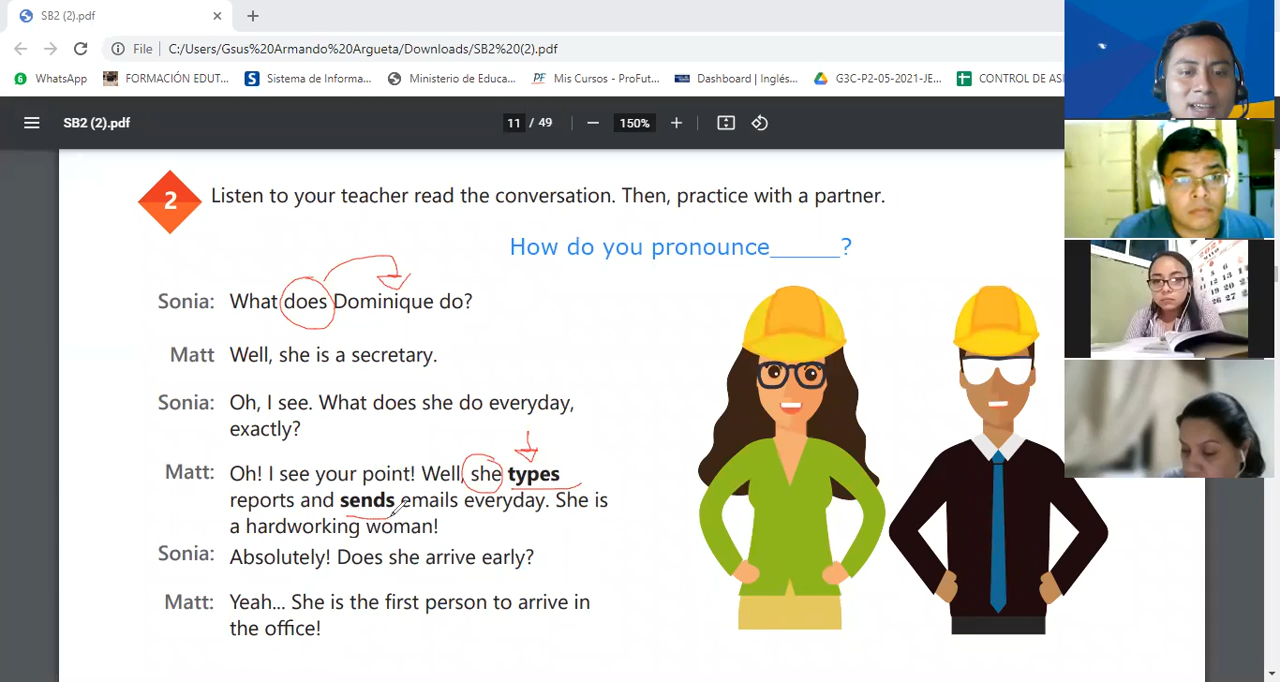 SB2 (2).pdf
File C:/Users/Gsus%20Armando%20Argueta/Downloads/SB2%20(2).pdf
WhatsApp FORMACIÓN EDUT... Sistema de Informa... Ministerio de Educa... PF Mis Cursos - ProFut... Dashboard | Inglés... G3C-P2-05-2021-JE... CONTROL DE AS
SB2 (2).pdf 11 / 49 150%
2 Listen to your teacher read the conversation. Then, practice with a partner.
How do you pronounce_____?
Sonia: What does Dominique do?
Matt Well, she is a secretary.
Sonia: Oh, I see. What does she do everyday,
exactly?
Matt: Oh! I see your point! Well, she types
reports and sends emails everyday. She is
a hardworking woman!
Sonia: Absolutely! Does she arrive early?
Matt: Yeah... She is the first person to arrive in
the office!